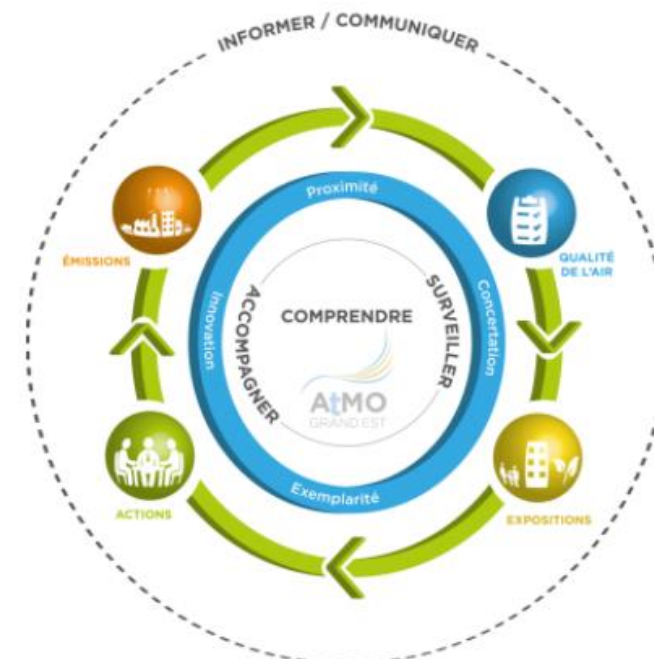 INFORMER / COMMUNIQUER
Proximité
ÉMISSIONS
QUALITÉ
DE L'AIR
Innovation
ACCOMPAGNER
COMPRENDRE
SURVEILLER
Concertation
AtMO
GRAND EST
Exemplarité
ACTIONS
EXPOSITIONS